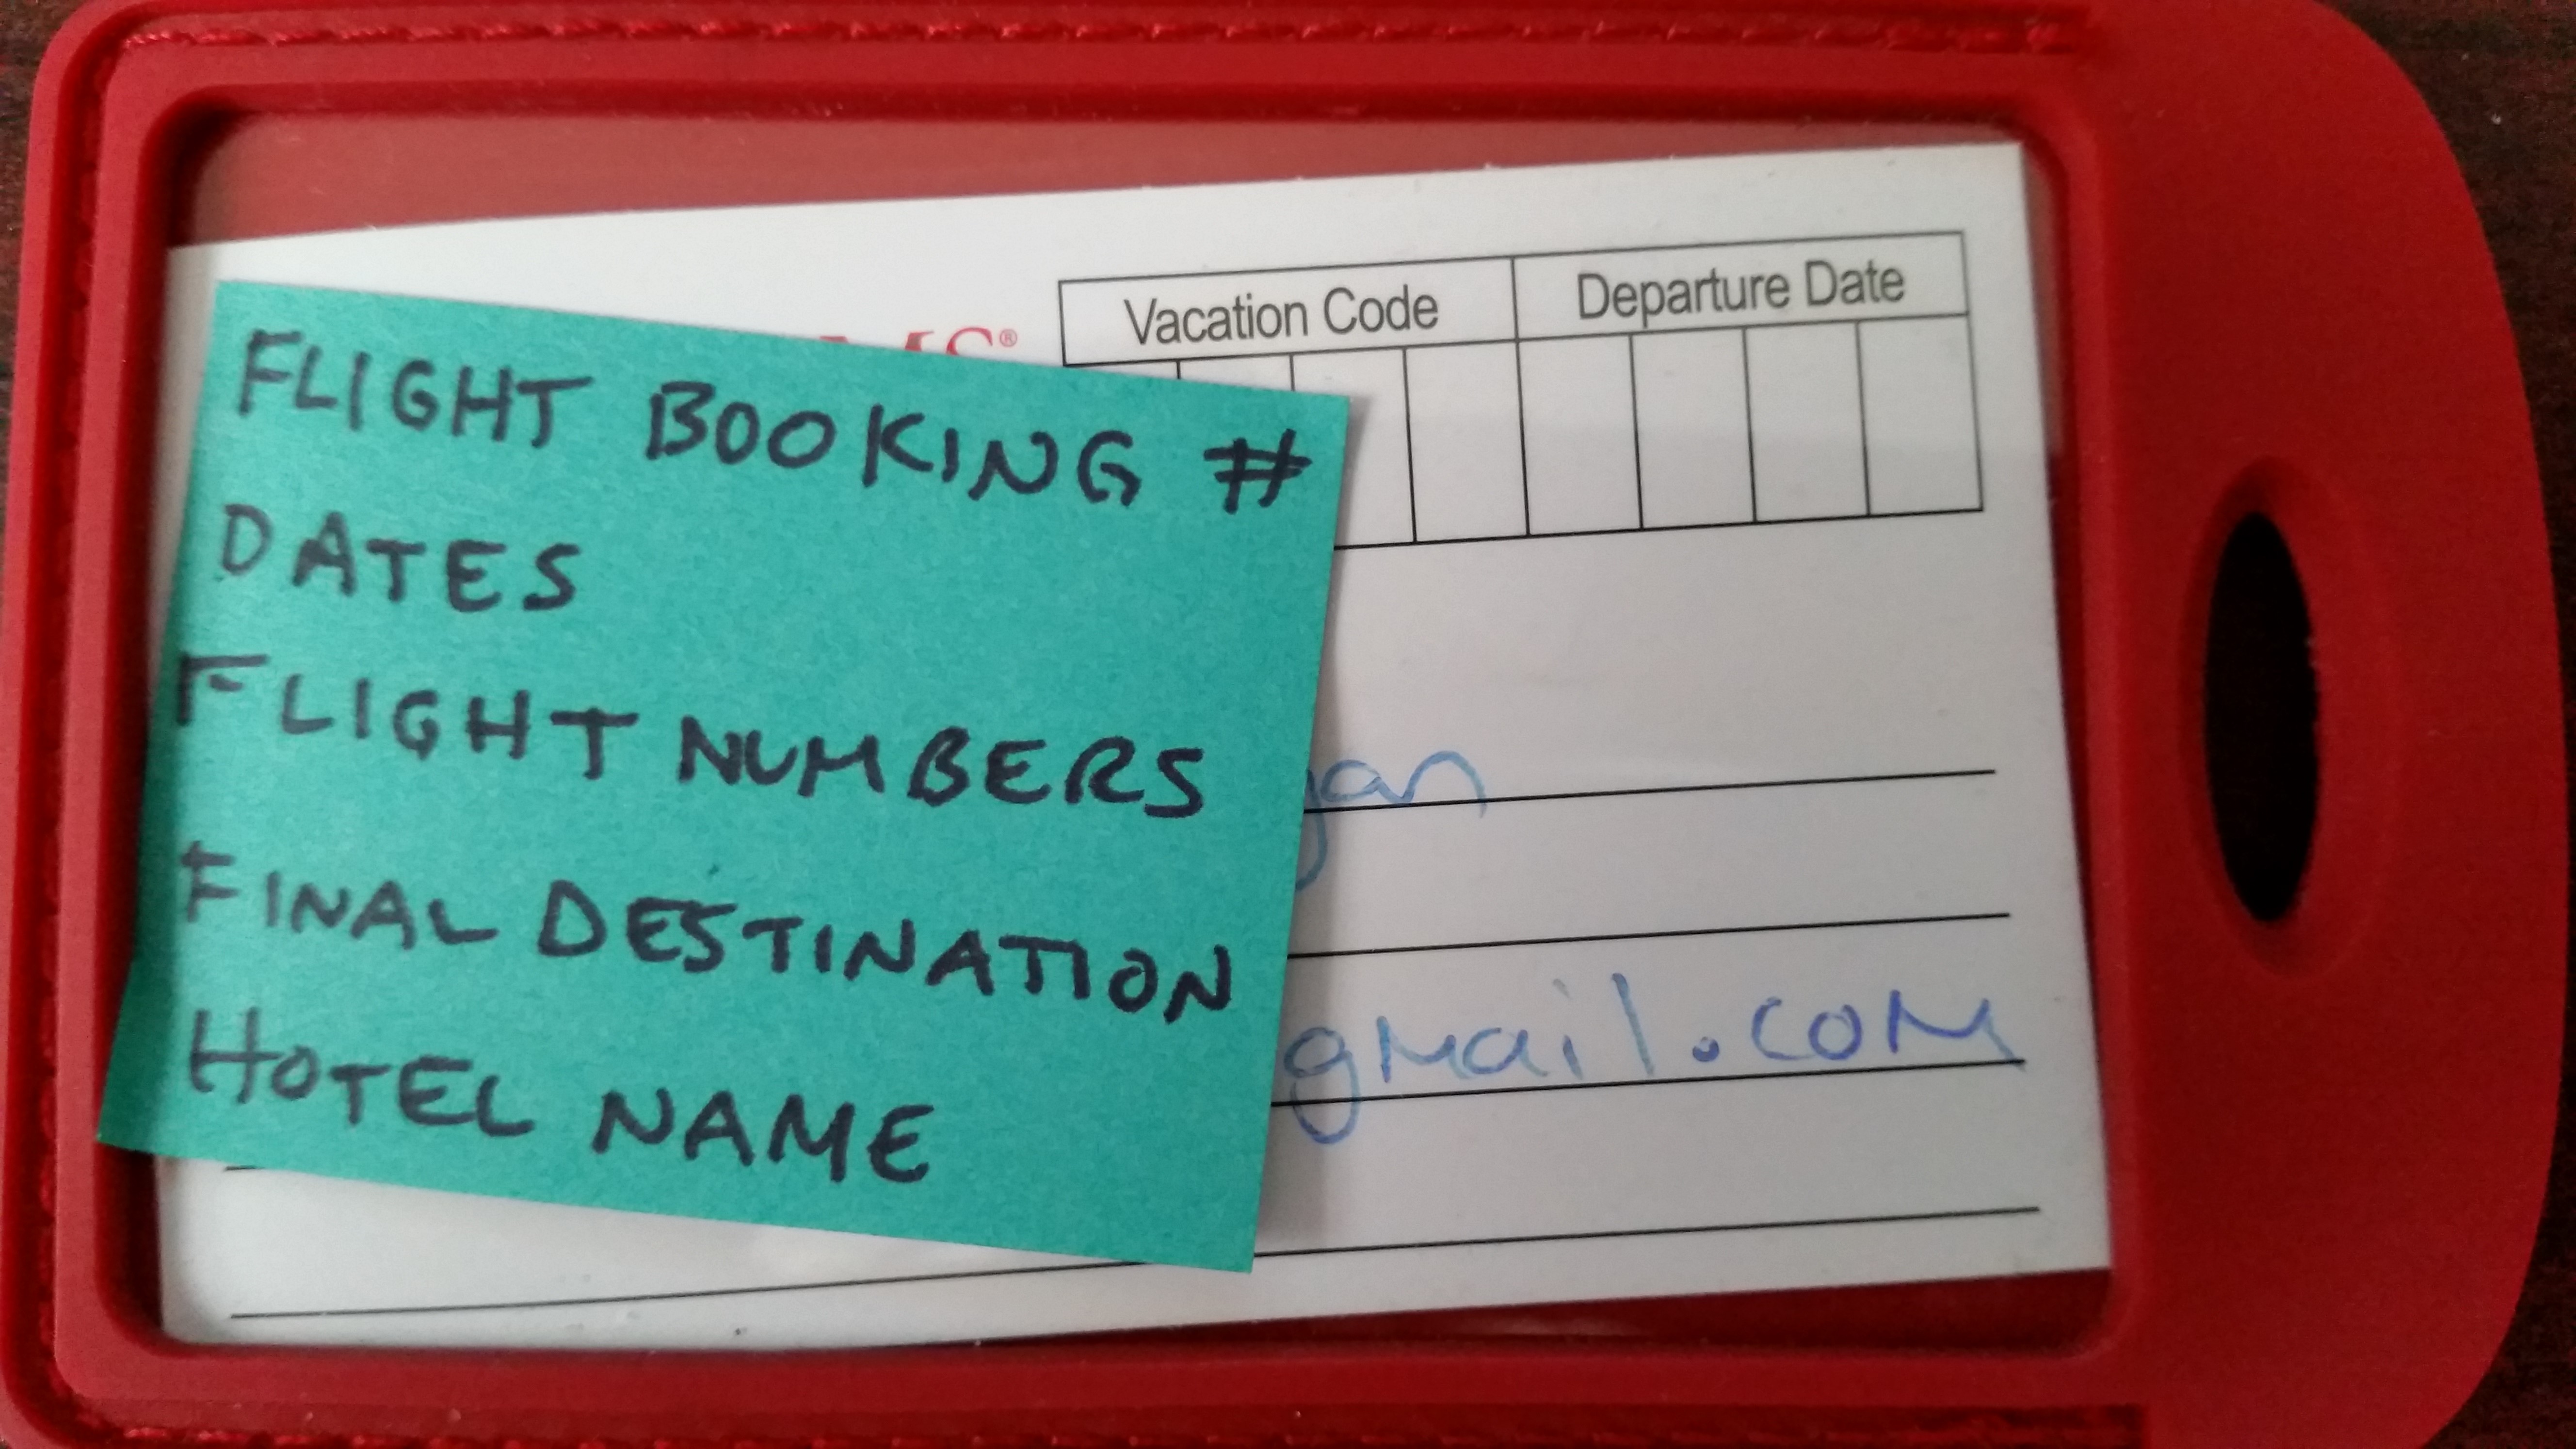 Vacation Code Departure Date
FLIGHT BOOKING #
DATES
FLIGHT NUMBERS
FINAL DESTINATION
gmail.com
HOTEL NAME